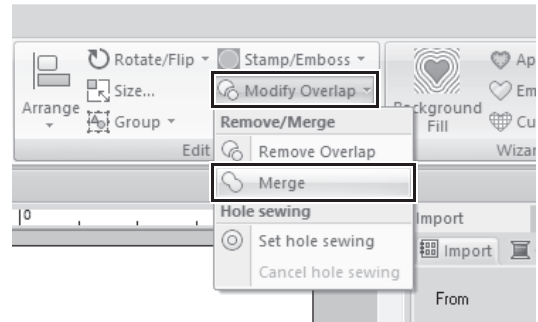 Rotate/Flip
Stamp/Emboss
Size...
Modify Overlap
Arrange
Group
Background
Fill
Edit
Remove/Merge
Remove Overlap
Merge
Hole sewing
Set hole sewing
Cancel hole sewing
0
Import
Import
From